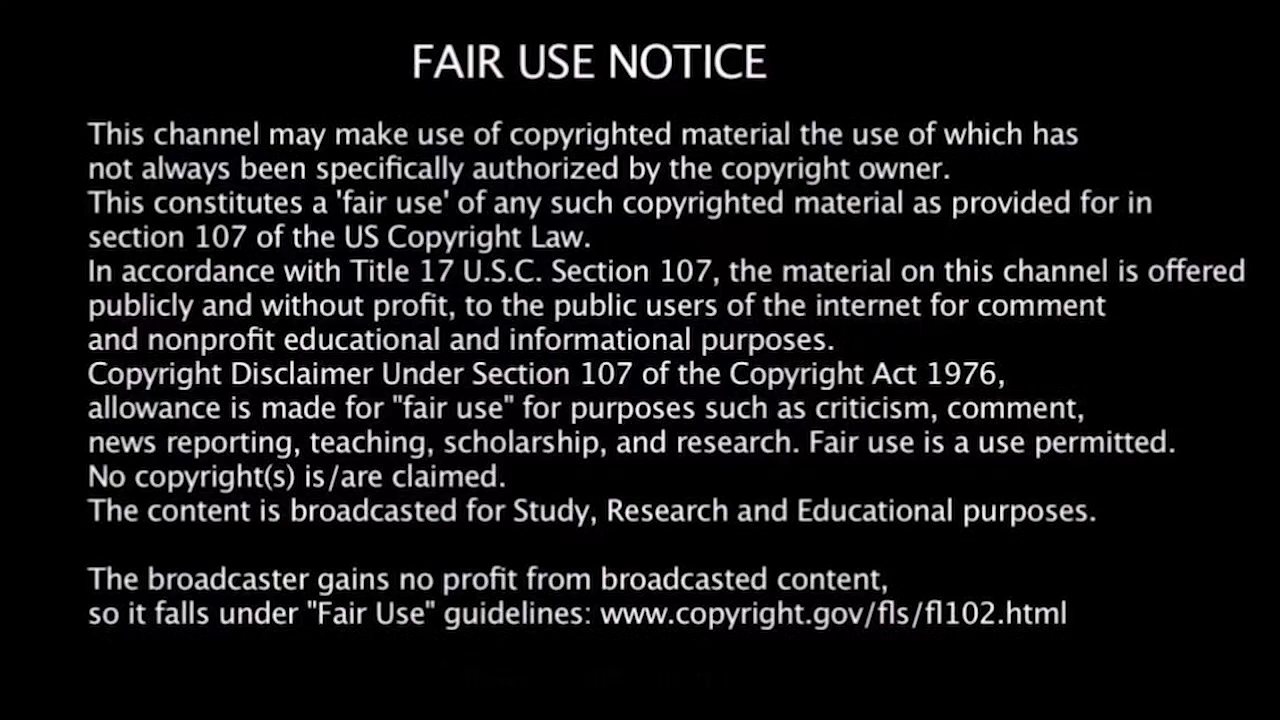 FAIR USE NOTICE
This channel may make use of copyrighted material the use of which has
not always been specifically authorized by the copyright owner.
This constitutes a 'fair use' of any such copyrighted material as provided for in
section 107 of the US Copyright Law.
In accordance with Title 17 U.S.C. Section 107, the material on this channel is offered
publicly and without profit, to the public users of the internet for comment
and nonprofit educational and informational purposes.
Copyright Disclaimer Under Section 107 of the Copyright Act 1976,
allowance is made for "fair use" for purposes such as criticism, comment,
news reporting, teaching, scholarship, and research. Fair use is a use permitted.
No copyright(s) is/are claimed.
The content is broadcasted for Study, Research and Educational purposes.
The broadcaster gains no profit from broadcasted content,
so it falls under "Fair Use" guidelines: www.copyright.gov/fls/fl102.html